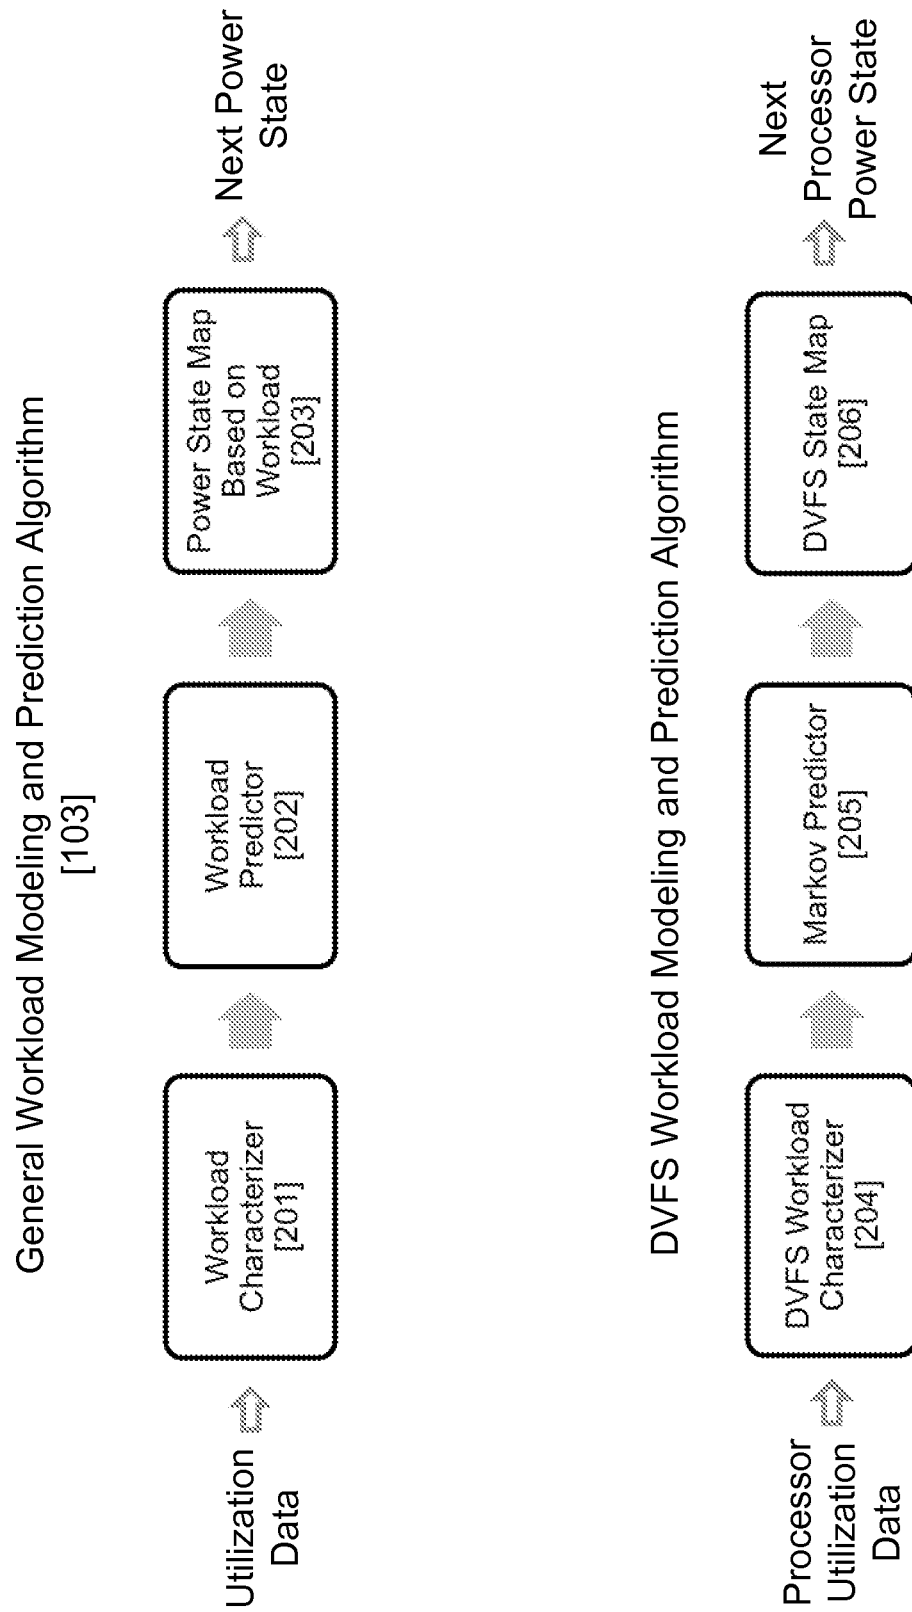 General Workload Modeling and Prediction Algorithm
[103]
Utilization
Data
Workload
Characterizer
[201]
Workload
Predictor
[202]
Power State Map
Based on
Workload
[203]
Next Power
State
DVFS Workload Modeling and Prediction Algorithm
Processor
Utilization
Data
DVFS Workload
Characterizer
[204]
Markov Predictor
[205]
DVFS State Map
[206]
Next
Processor
Power State